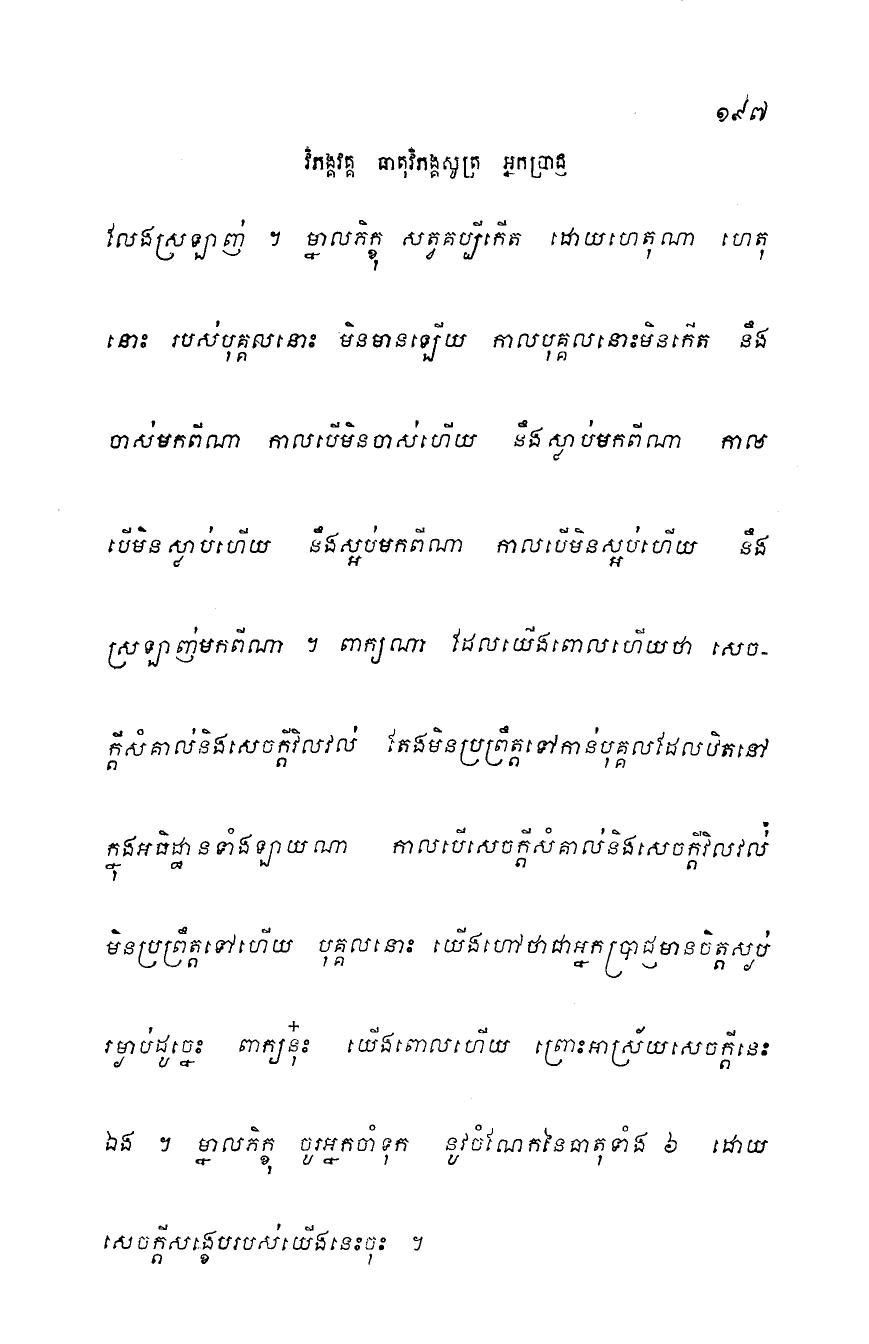 ១៩៧
វិភង្គវគ្គ ធាតុវិភង្គសូត្រ អ្នកប្រាជ្ញ
លែងស្រឡាញ់ ។ ម្នាលភិក្ខុ សត្វគប្បីកើត ដោយហេតុណា ហេតុ
នោះ របស់បុគ្គលនោះ មិនមានឡើយ កាលបុគ្គលនោះមិនកើត នឹង
ចាស់មកពីណា កាលបើមិនចាស់ហើយ នឹងស្លាប់មកពីណា កាល
បើមិនស្លាប់ហើយ នឹងស្អប់មកពីណា កាលបើមិនស្អប់ហើយ នឹង
ស្រឡាញ់មកពីណា ។ ពាក្យណា ដែលយើងពោលហើយថា សេច-
ក្តីសំគាល់និងសេចក្តីវិលវល់ តែងមិនប្រព្រឹត្តទៅកាន់បុគ្គលដែលឋិតនៅ
ក្នុងអធិដ្ឋានទាំងឡាយណា កាលបើសេចក្តីសំគាល់និងសេចក្តីវិលវល់
មិនប្រព្រឹត្តទៅហើយ បុគ្គលនោះ យើងហៅថាជាអ្នកប្រាជ្ញមានចិត្តស្ងប់
រម្ងាប់ដូច្នេះ ពាក្យនុ៎ះ យើងពោលហើយ ព្រោះអាស្រ័យសេចក្តីនេះ
ឯង ។ ម្នាលភិក្ខុ ចូរអ្នកចាំទុក នូវចំណែកនៃធាតុទាំង ៦ ដោយ
សេចក្តីសង្ខេបរបស់យើងនេះចុះ ។